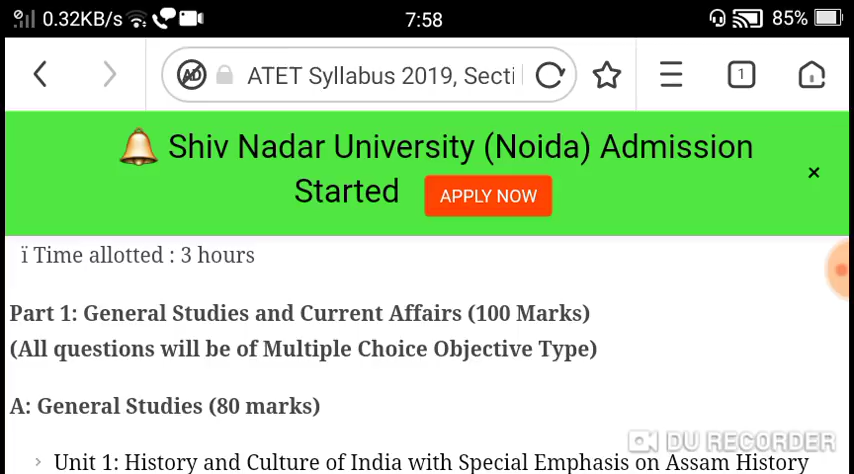 0.32KB/s 7:58 85%
AD ATET Syllabus 2019, Secti 1
Shiv Nadar University (Noida) Admission
Started APPLY NOW ×
ï Time allotted : 3 hours
Part 1: General Studies and Current Affairs (100 Marks)
(All questions will be of Multiple Choice Objective Type)
A: General Studies (80 marks)
DU RECORDER
› Unit 1: History and Culture of India with Special Emphasis on Assam History